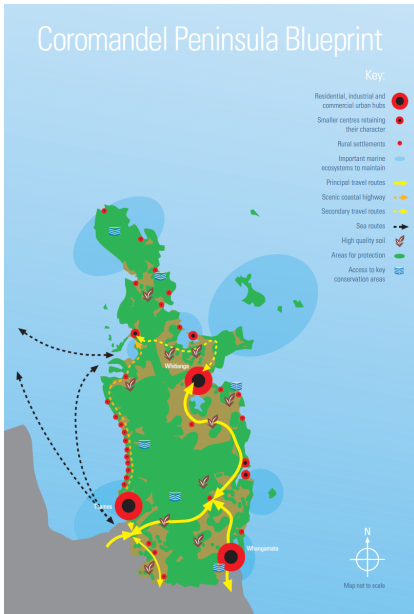 Coromandel Peninsula Blueprint
Key:
Residential, industrial and
commercial urban hubs
Smaller centres retaining
their character
Rural settlements
Important marine
ecosystems to maintain
Principal travel routes
Scenic coastal highway
Secondary travel routes
Sea routes
High quality soil
Areas for protection
Access to key
conservation areas
Whitianga
Thames
Whangamata
N
Map not to scale